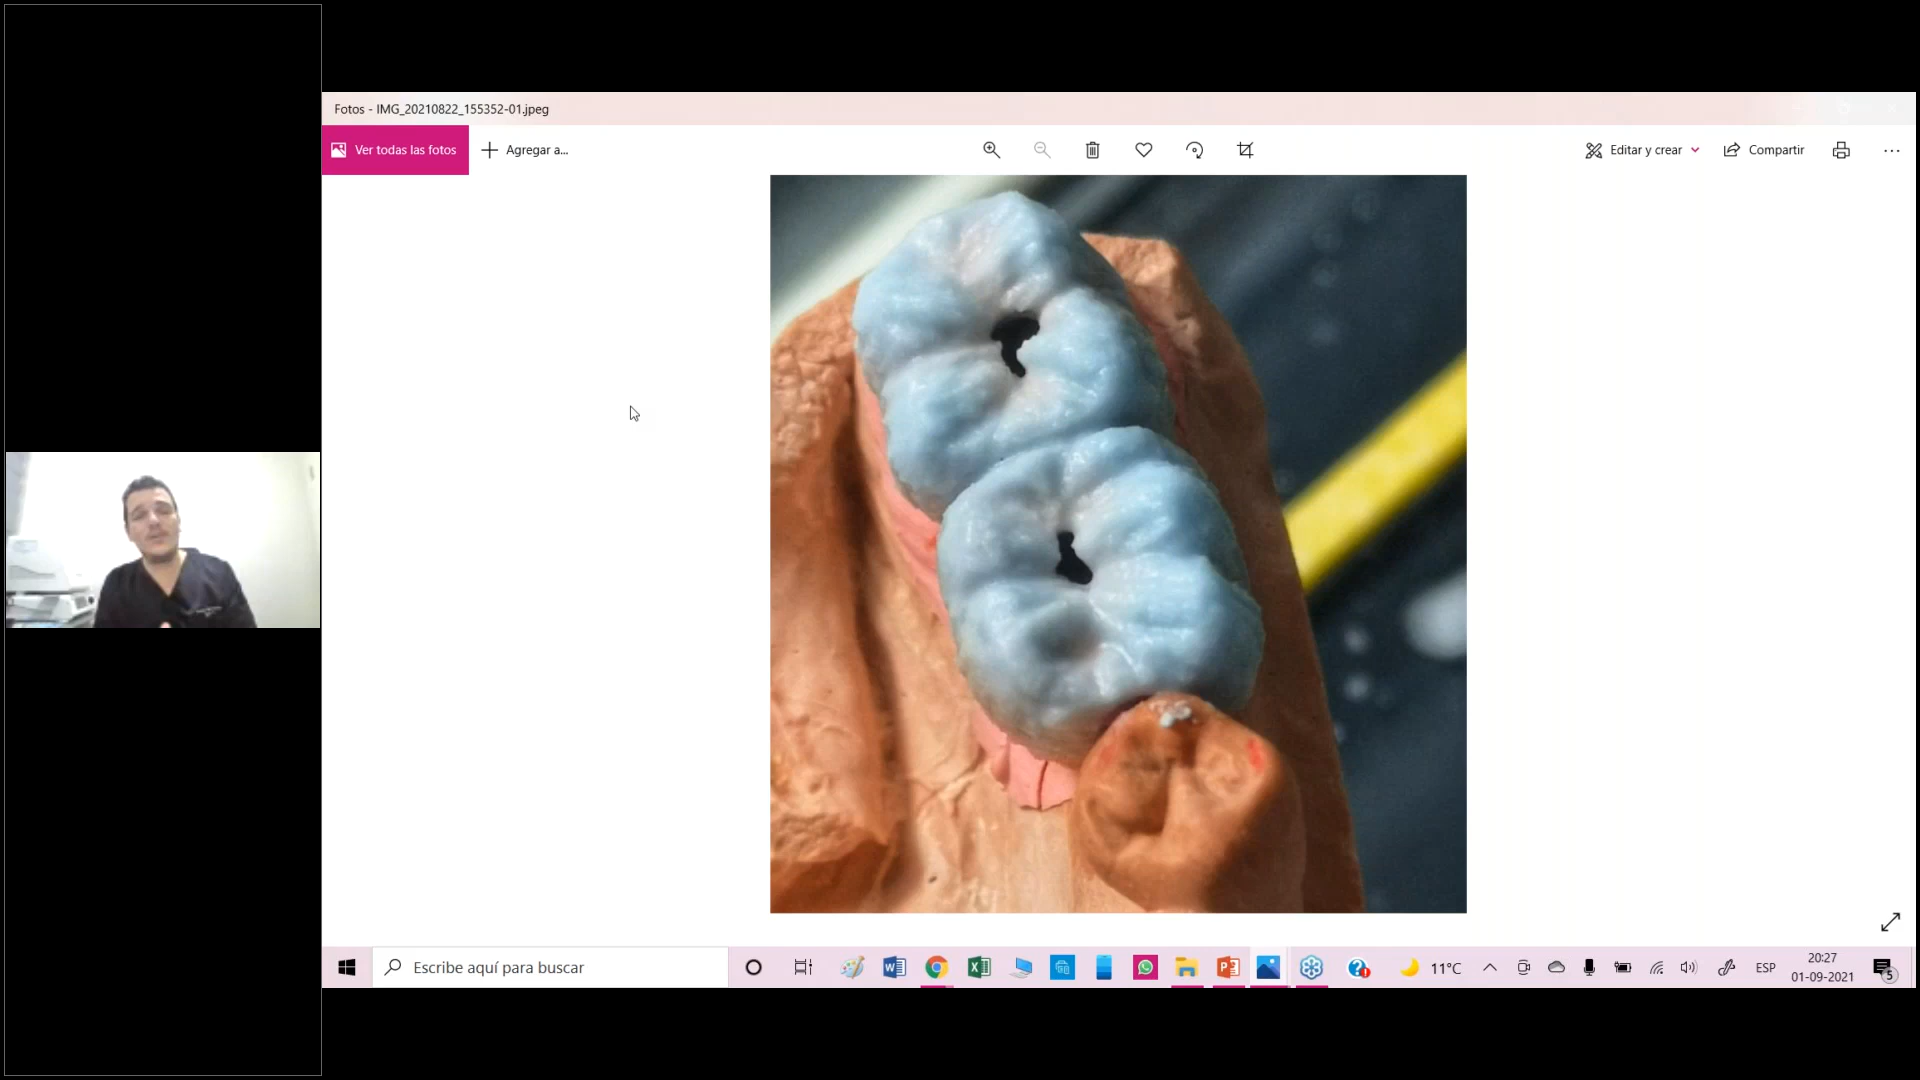 Fotos - IMG_20210822_155352-01.jpeg
Ver todas las fotos
Agregar a...
Editar y crear
Compartir
Escribe aquí para buscar
11°C
ESP
20:27
01-09-2021
5